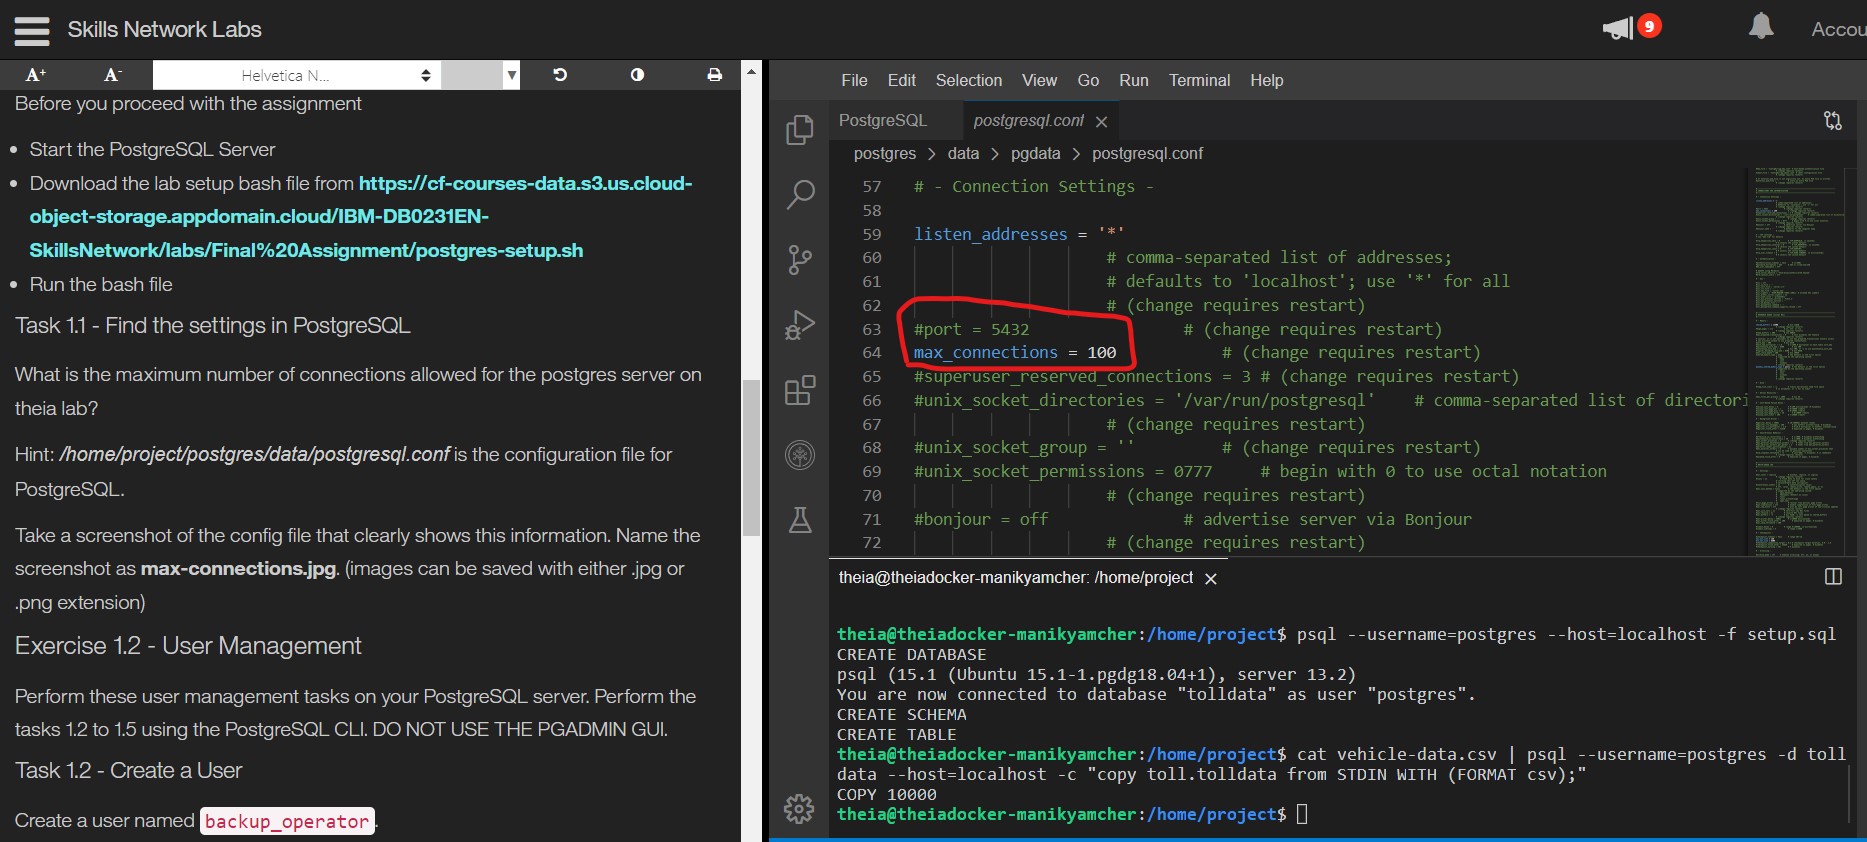 Skills Network Labs
9
Accou
A+ A- Helvetica N...
Before you proceed with the assignment
• Start the PostgreSQL Server
• Download the lab setup bash file from https://cf-courses-data.s3.us.cloud-
object-storage.appdomain.cloud/IBM-DB0231EN-
SkillsNetwork/labs/Final%20Assignment/postgres-setup.sh
• Run the bash file
Task 1.1 - Find the settings in PostgreSQL
What is the maximum number of connections allowed for the postgres server on
theia lab?
Hint: /home/project/postgres/data/postgresql.conf is the configuration file for
PostgreSQL.
Take a screenshot of the config file that clearly shows this information. Name the
screenshot as max-connections.jpg. (images can be saved with either .jpg or
.png extension)
Exercise 1.2 - User Management
Perform these user management tasks on your PostgreSQL server. Perform the
tasks 1.2 to 1.5 using the PostgreSQL CLI. DO NOT USE THE PGADMIN GUI.
Task 1.2 - Create a User
Create a user named backup_operator.
File Edit Selection View Go Run Terminal Help
PostgreSQL postgresql.conf
postgres > data > pgdata > postgresql.conf
57 # - Connection Settings -
58
59 listen_addresses = '*'
60 # comma-separated list of addresses;
61 # defaults to 'localhost'; use '*' for all
62 # (change requires restart)
63 #port = 5432 # (change requires restart)
64 max_connections = 100 # (change requires restart)
65 #superuser_reserved_connections = 3 # (change requires restart)
66 #unix_socket_directories = '/var/run/postgresql' # comma-separated list of directori
67 # (change requires restart)
68 #unix_socket_group = '' # (change requires restart)
69 #unix_socket_permissions = 0777 # begin with 0 to use octal notation
70 # (change requires restart)
71 #bonjour = off # advertise server via Bonjour
72 # (change requires restart)
theia@theiadocker-manikyamcher: /home/project
theia@theiadocker-manikyamcher:/home/project$ psql --username=postgres --host=localhost -f setup.sql
CREATE DATABASE
psql (15.1 (Ubuntu 15.1-1.pgdg18.04+1), server 13.2)
You are now connected to database "tolldata" as user "postgres".
CREATE SCHEMA
CREATE TABLE
theia@theiadocker-manikyamcher:/home/project$ cat vehicle-data.csv | psql --username=postgres -d toll
data --host=localhost -c "copy toll.tolldata from STDIN WITH (FORMAT csv);"
COPY 10000
theia@theiadocker-manikyamcher:/home/project$